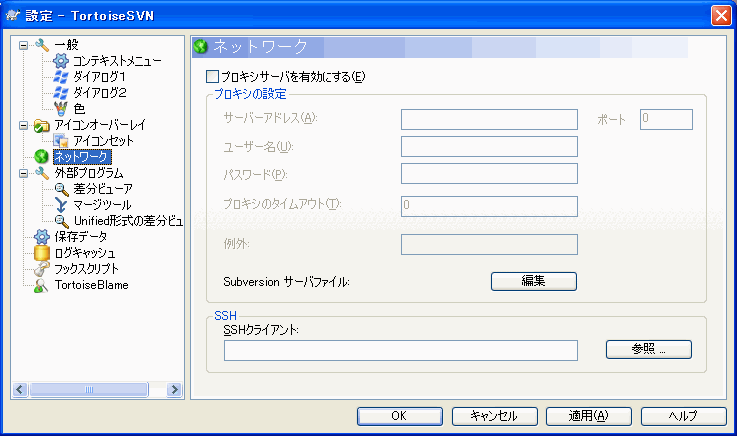 設定 - TortoiseSVN
一般
コンテキストメニュー
ダイアログ1
ダイアログ2
色
アイコンオーバーレイ
アイコンセット
ネットワーク
外部プログラム
差分ビューア
マージツール
Unified形式の差分ビュ
保存データ
ログキャッシュ
フックスクリプト
TortoiseBlame
ネットワーク
プロキシサーバを有効にする(E)
プロキシの設定
サーバーアドレス(A):
ポート
0
ユーザー名(U):
パスワード(P):
プロキシのタイムアウト(T):
0
例外:
Subversion サーバファイル:
編集
SSH
SSHクライアント:
参照 ...
OK
キャンセル
適用(A)
ヘルプ